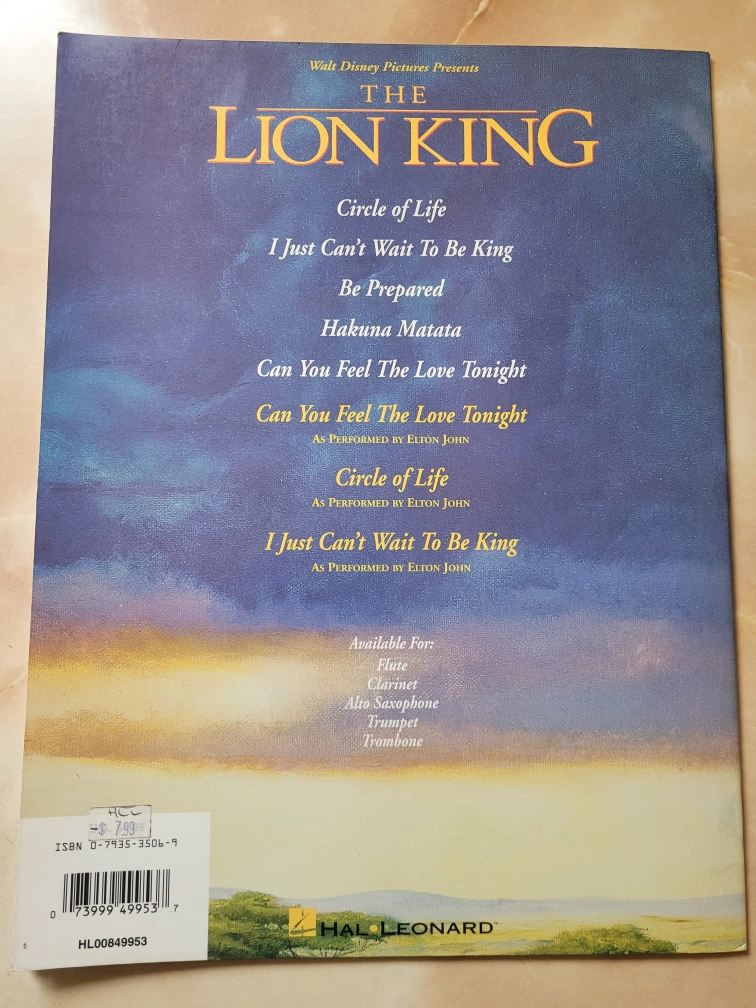 Walt Disney Pictures Presents
THE
LION KING
Circle of Life
I Just Can't Wait To Be King
Be Prepared
Hakuna Matata
Can You Feel The Love Tonight
Can You Feel The Love Tonight
As Performed by Elton John
Circle of Life
As Performed by Elton John
I Just Can't Wait To Be King
As Performed by Elton John
Available For:
Flute
Clarinet
Alto Saxophone
Trumpet
Trombone
$ 7.99
ISBN 0-7935-3506-9
0 73999 49953 7
HL00849953
HAL•LEONARD